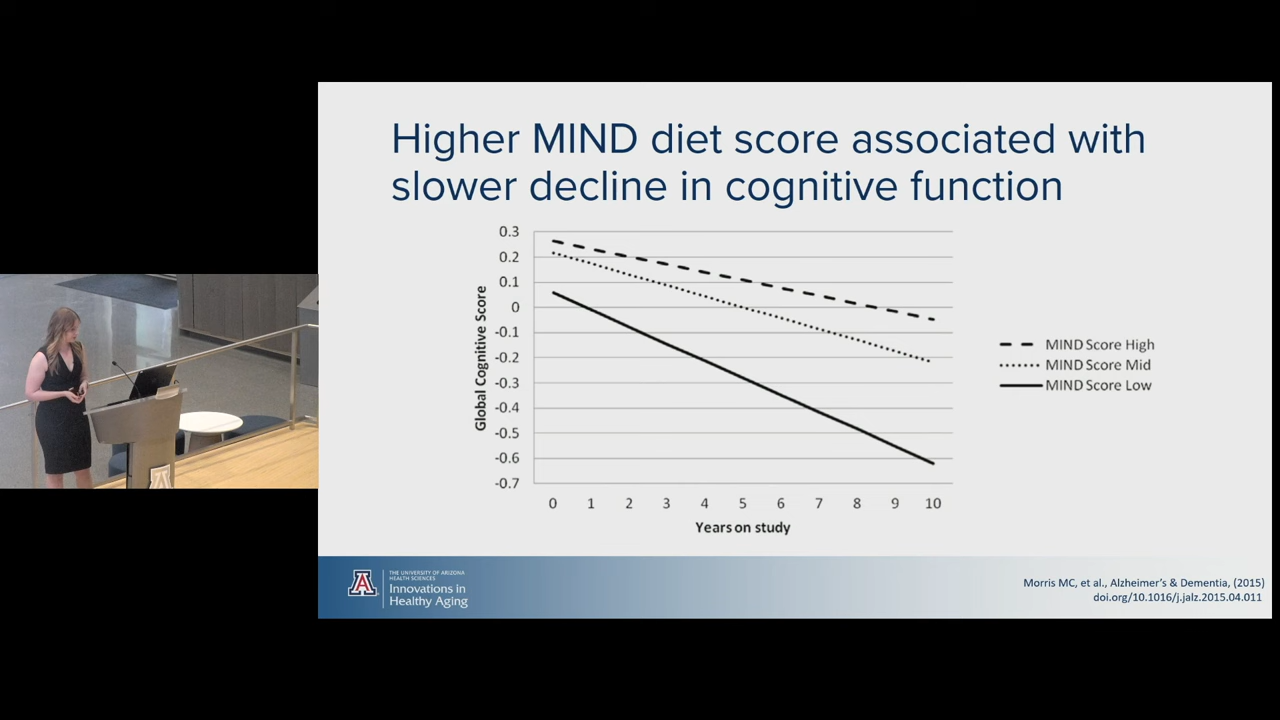 Higher MIND diet score associated with
slower decline in cognitive function
0.3
0.2
0.1
0
-0.1
-0.2
-0.3
-0.4
-0.5
-0.6
-0.7
Global Cognitive Score
0 1 2 3 4 5 6 7 8 9 10
Years on study
MIND Score High
MIND Score Mid
MIND Score Low
A
THE UNIVERSITY OF ARIZONA
HEALTH SCIENCES
Innovations in
Healthy Aging
Morris MC, et al., Alzheimer's & Dementia, (2015)
doi.org/10.1016/j.jalz.2015.04.011
A